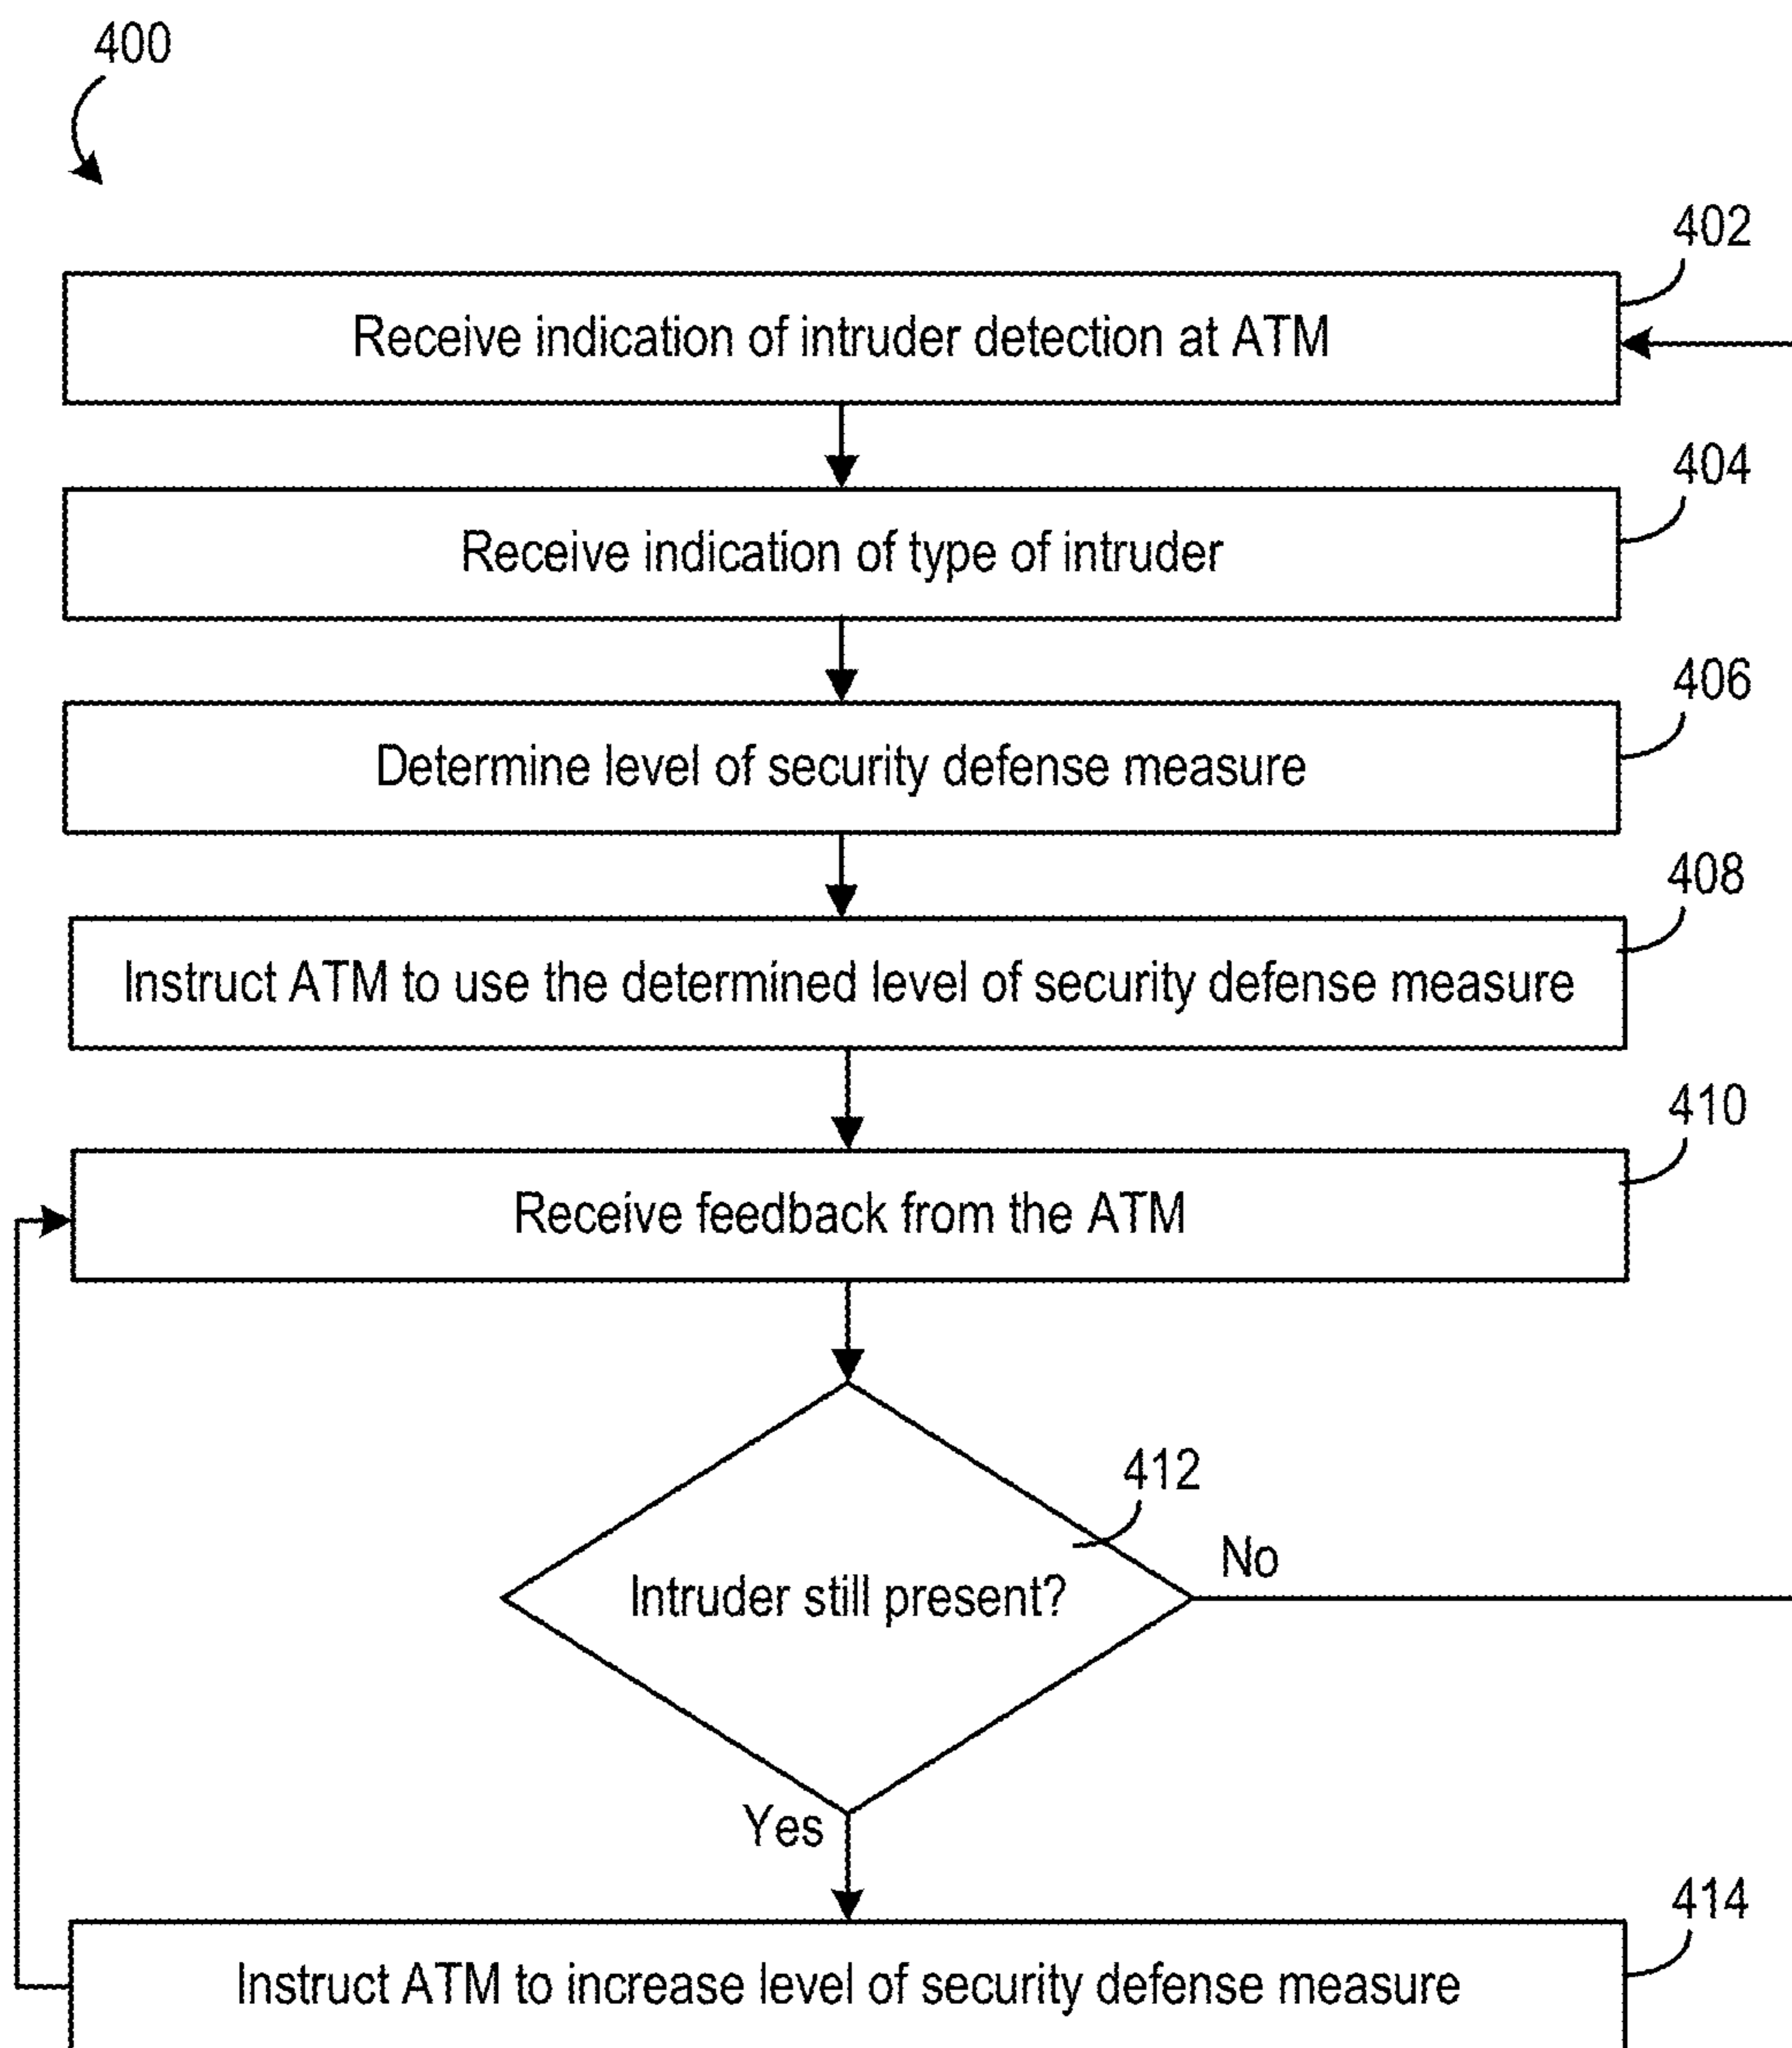 400
402
Receive indication of intruder detection at ATM
404
Receive indication of type of intruder
406
Determine level of security defense measure
408
Instruct ATM to use the determined level of security defense measure
410
Receive feedback from the ATM
412
Intruder still present?
No
Yes
414
Instruct ATM to increase level of security defense measure